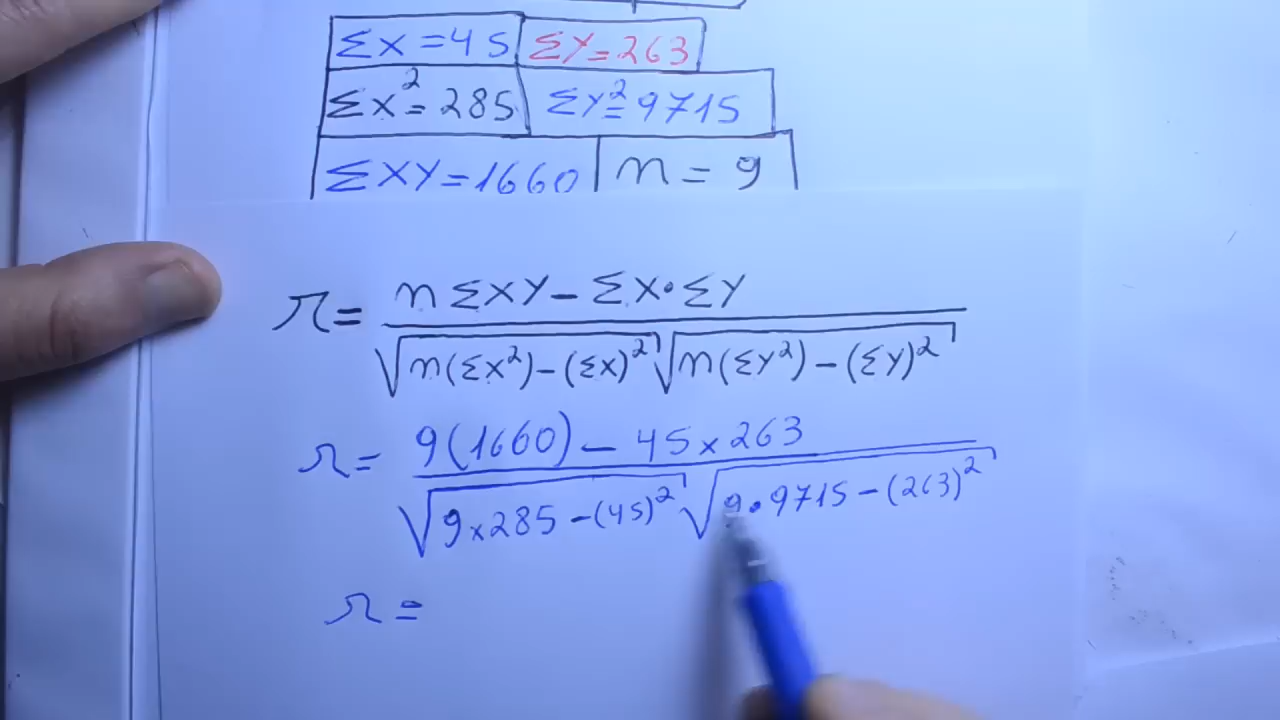 Σx = 45 Σy = 263
Σx² = 285 Σy² = 9715
Σxy = 1660 n = 9
r = n Σxy − Σx • Σy
√n(Σx²) − (Σx)² √n(Σy²) − (Σy)²
r = 9(1660) − 45 × 263
√9 × 285 − (45)² √9 • 9715 − (263)²
r =